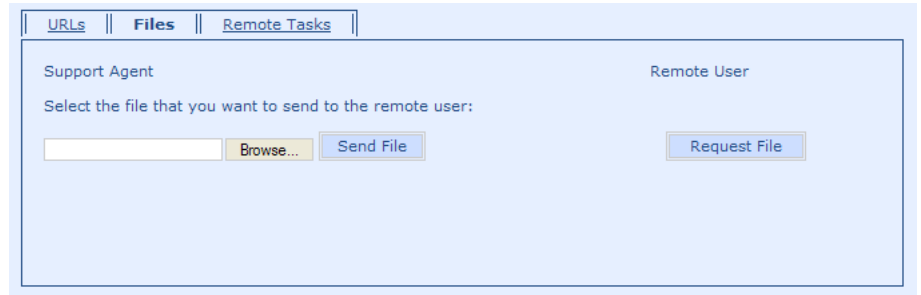 URLs Files Remote Tasks
Support Agent Remote User
Select the file that you want to send to the remote user:
Browse... Send File Request File